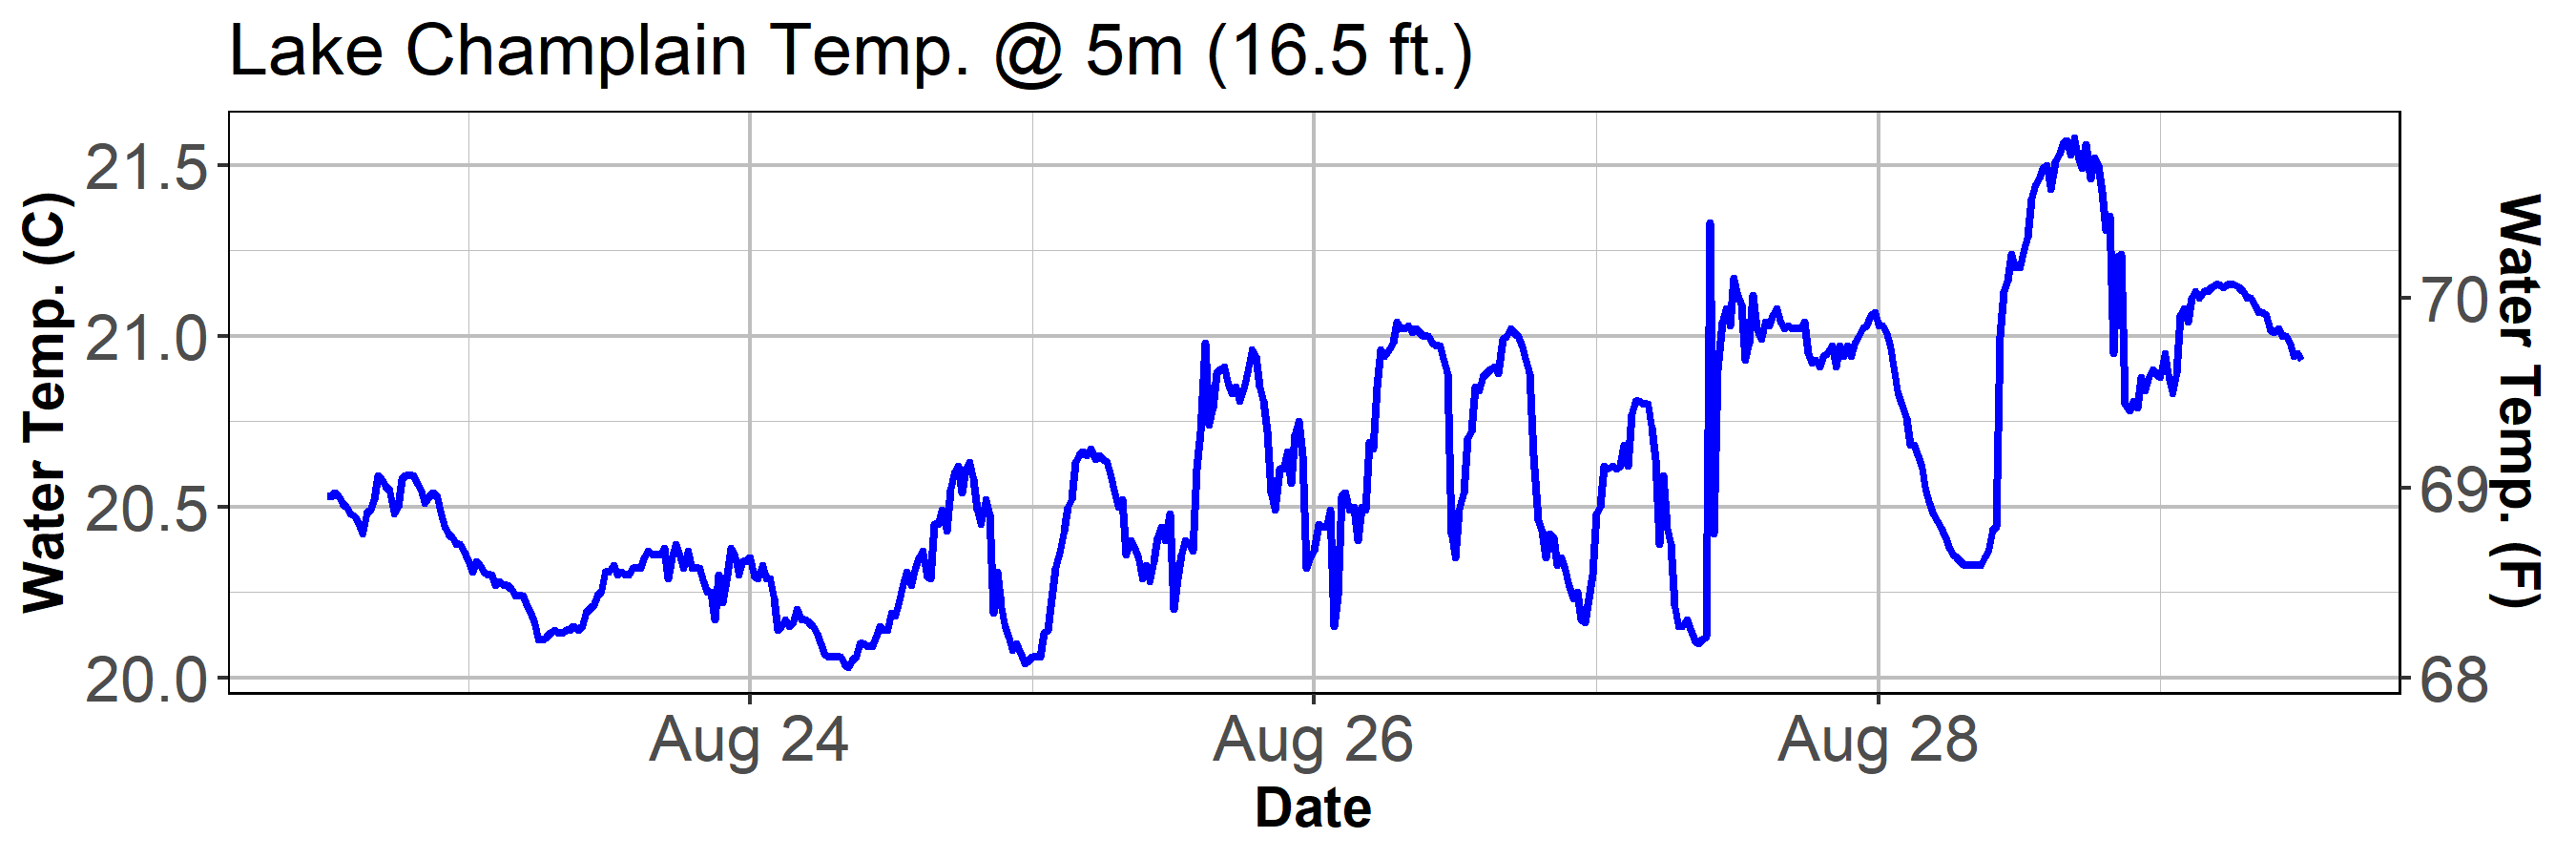 Lake Champlain Temp. @ 5m (16.5 ft.)
Water Temp. (C)
21.5
21.0
20.5
20.0
70
69
68
Water Temp. (F)
Aug 24 Aug 26 Aug 28
Date